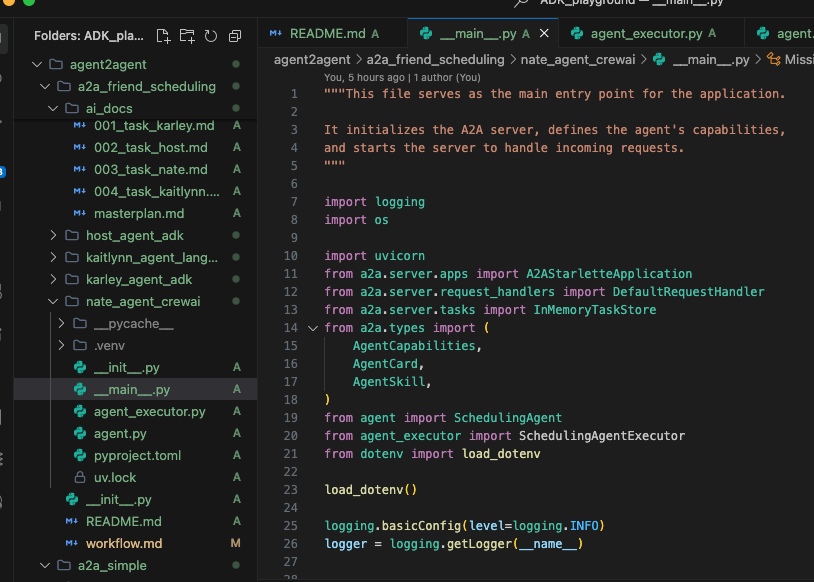 ADK_playground — __main__.py
Folders: ADK_pla...
agent2agent
a2a_friend_scheduling
ai_docs
001_task_karley.md A
002_task_host.md A
003_task_nate.md A
004_task_kaitlynn.... A
masterplan.md A
host_agent_adk
kaitlynn_agent_lang...
karley_agent_adk
nate_agent_crewai
__pycache__
.venv
__init__.py A
__main__.py A
agent_executor.py A
agent.py A
pyproject.toml A
uv.lock A
__init__.py A
README.md A
workflow.md M
a2a_simple
README.md A
__main__.py A
agent_executor.py A
agent.
agent2agent > a2a_friend_scheduling > nate_agent_crewai > __main__.py > Missi
You, 5 hours ago | 1 author (You)
1 """This file serves as the main entry point for the application.
2
3 It initializes the A2A server, defines the agent's capabilities,
4 and starts the server to handle incoming requests.
5 """
6
7 import logging
8 import os
9
10 import uvicorn
11 from a2a.server.apps import A2AStarletteApplication
12 from a2a.server.request_handlers import DefaultRequestHandler
13 from a2a.server.tasks import InMemoryTaskStore
14 from a2a.types import (
15 AgentCapabilities,
16 AgentCard,
17 AgentSkill,
18 )
19 from agent import SchedulingAgent
20 from agent_executor import SchedulingAgentExecutor
21 from dotenv import load_dotenv
22
23 load_dotenv()
24
25 logging.basicConfig(level=logging.INFO)
26 logger = logging.getLogger(__name__)
27